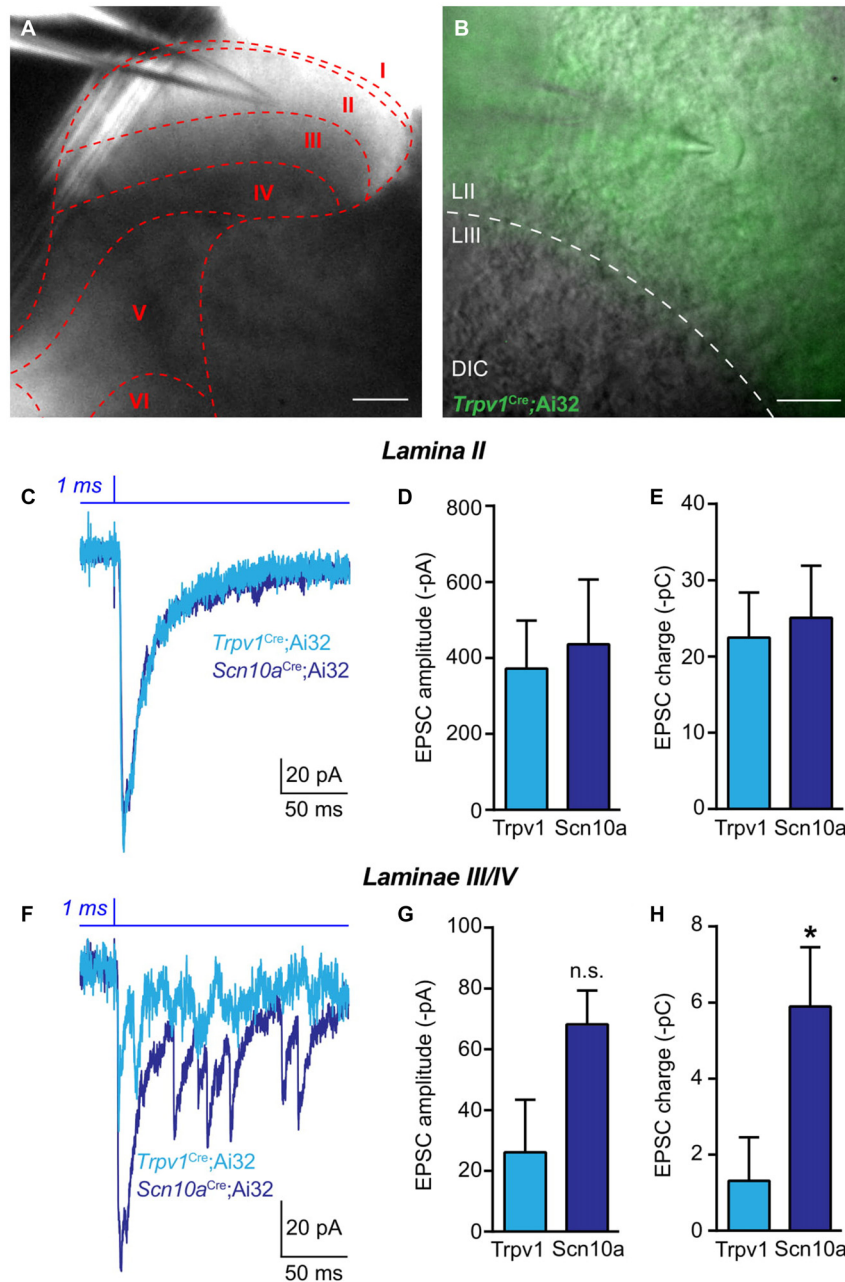 A
I
II
III
IV
V
VI
B
LII
LIII
DIC
Trpv1Cre;Ai32
Lamina II
C
1 ms
Trpv1Cre;Ai32
Scn10aCre;Ai32
20 pA
50 ms
D
EPSC amplitude (-pA)
800
600
400
200
0
Trpv1 Scn10a
E
EPSC charge (-pC)
40
30
20
10
0
Trpv1 Scn10a
Laminae III/IV
F
1 ms
Trpv1Cre;Ai32
Scn10aCre;Ai32
20 pA
50 ms
G
EPSC amplitude (-pA)
100
80
60
40
20
0
n.s.
Trpv1 Scn10a
H
EPSC charge (-pC)
8
6
4
2
0
*
Trpv1 Scn10a